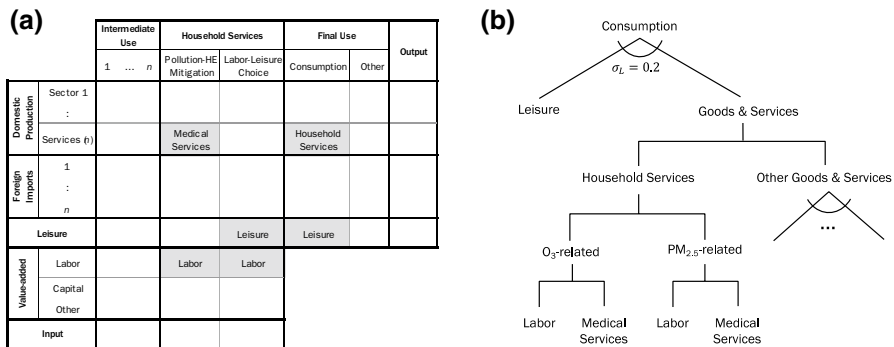 (a)
Intermediate Use
Household Services
Final Use
Output
1 ... n
Pollution-HE Mitigation
Labor-Leisure Choice
Consumption
Other
Domestic Production
Sector 1
:
Services (n)
Medical Services
Household Services
Foreign Imports
1
:
n
Leisure
Leisure
Leisure
Value-added
Labor
Labor
Labor
Capital
Other
Input
(b)
Consumption
σL = 0.2
Leisure
Goods & Services
Household Services
Other Goods & Services
...
O3-related
PM2.5-related
Labor
Medical Services
Labor
Medical Services